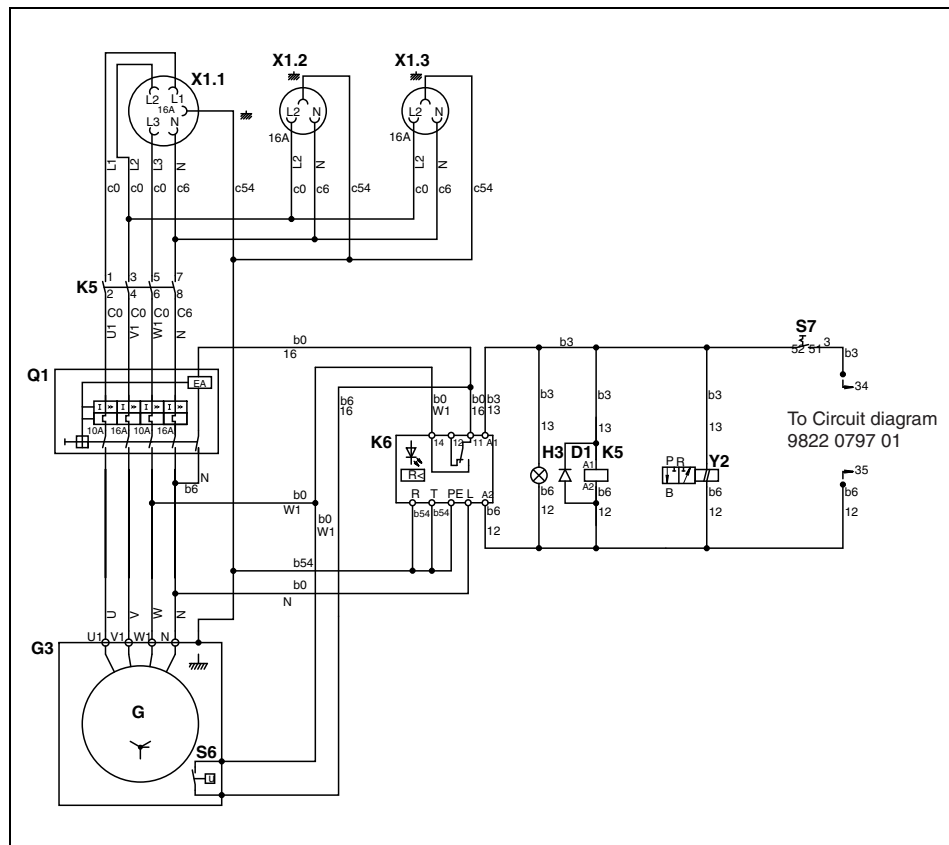 X1.1
X1.2
X1.3
L2 L1
16A
L3 N
L2 N
16A
L2 N
16A
L1 L2 L3 N
c0 c0 c0 c6
c54
L2 N
c0 c6
c54
L2 N
c0 c6
c54
1 3 5 7
K5
2 4 6 8
C0 C0 C0 C6
U1 V1 W1 N
Q1
EA
I » I » I » I »
10A 16A 10A 16A
N
b6
b0
16
b0
W1
b0
W1
b6
16
b0
W1
b0
16
b3
13
K6
14 12 11 A1
R<
R T PE L A2
b54 b54
b6
12
b54
b0
N
b3
b3
13
H3
b6
12
b3
13
D1
K5
A1
A2
b6
12
b3
13
P R
B
Y2
b6
12
S7
52 51
3
b3
34
To Circuit diagram
9822 0797 01
35
b6
12
U V W N
U1 V1 W1 N
G3
G
S6
U